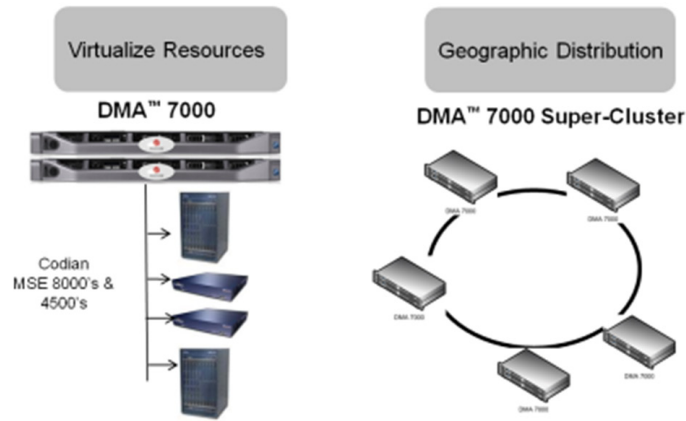 Virtualize Resources
DMA™ 7000
Codian
MSE 8000's &
4500's
Geographic Distribution
DMA™ 7000 Super-Cluster
DMA 7000
DMA 7000
DMA 7000
DMA 7000
DMA 7000